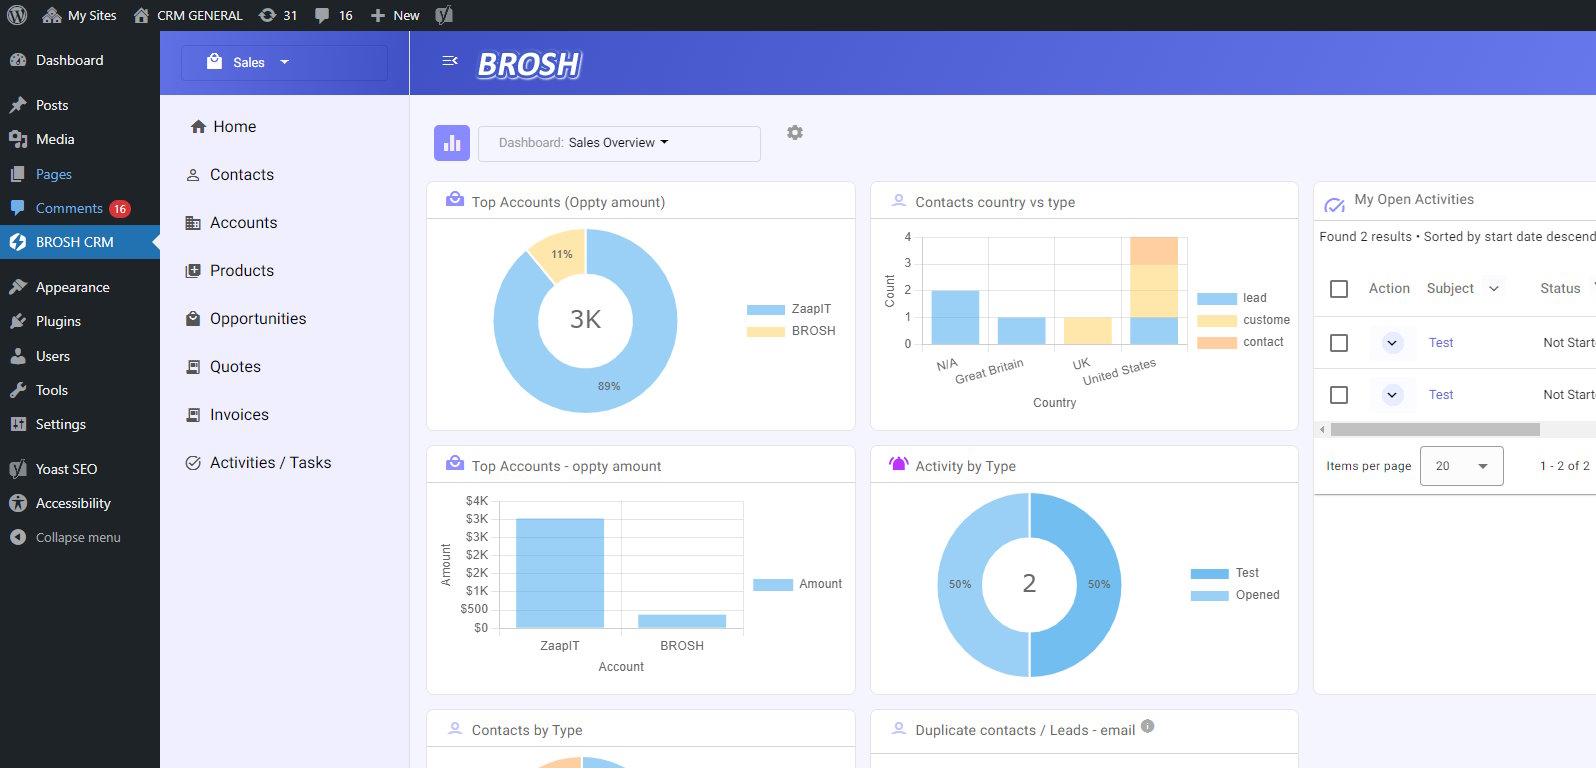 My Sites
CRM GENERAL
31
16
New
Dashboard
Posts
Media
Pages
Comments 16
BROSH CRM
Appearance
Plugins
Users
Tools
Settings
Yoast SEO
Accessibility
Collapse menu
Sales
Home
Contacts
Accounts
Products
Opportunities
Quotes
Invoices
Activities / Tasks
BROSH
Dashboard: Sales Overview
Top Accounts (Oppty amount)
11%
3K
89%
ZaapIT
BROSH
Contacts country vs type
Count
4
3
2
1
0
N/A
Great Britain
UK
United States
Country
lead
custome
contact
My Open Activities
Found 2 results • Sorted by start date descend
Action Subject Status
Test Not Start
Test Not Start
Items per page 20 1 - 2 of 2
Top Accounts - oppty amount
Amount
$4K
$3K
$3K
$2K
$2K
$1K
$500
$0
ZaapIT
BROSH
Account
Amount
Activity by Type
50%
2
50%
Test
Opened
Contacts by Type
Duplicate contacts / Leads - email